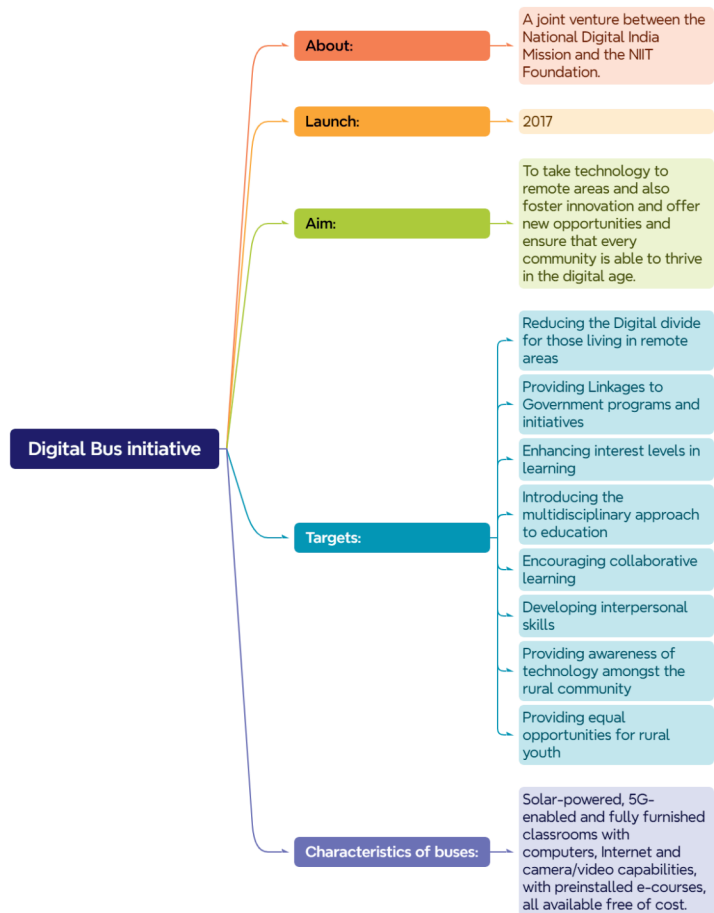 Digital Bus initiative
About:
A joint venture between the
National Digital India
Mission and the NIIT
Foundation.
Launch:
2017
Aim:
To take technology to
remote areas and also
foster innovation and offer
new opportunities and
ensure that every
community is able to thrive
in the digital age.
Targets:
Reducing the Digital divide
for those living in remote
areas
Providing Linkages to
Government programs and
initiatives
Enhancing interest levels in
learning
Introducing the
multidisciplinary approach
to education
Encouraging collaborative
learning
Developing interpersonal
skills
Providing awareness of
technology amongst the
rural community
Providing equal
opportunities for rural
youth
Characteristics of buses:
Solar-powered, 5G-
enabled and fully furnished
classrooms with
computers, Internet and
camera/video capabilities,
with preinstalled e-courses,
all available free of cost.